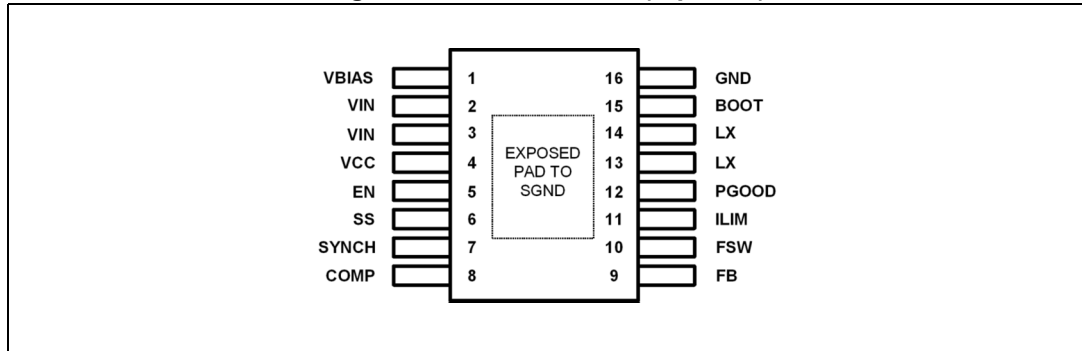 VBIAS 1 16 GND
VIN 2 15 BOOT
VIN 3 14 LX
VCC 4 13 LX
EN 5 12 PGOOD
SS 6 11 ILIM
SYNCH 7 10 FSW
COMP 8 9 FB
EXPOSED
PAD TO
SGND